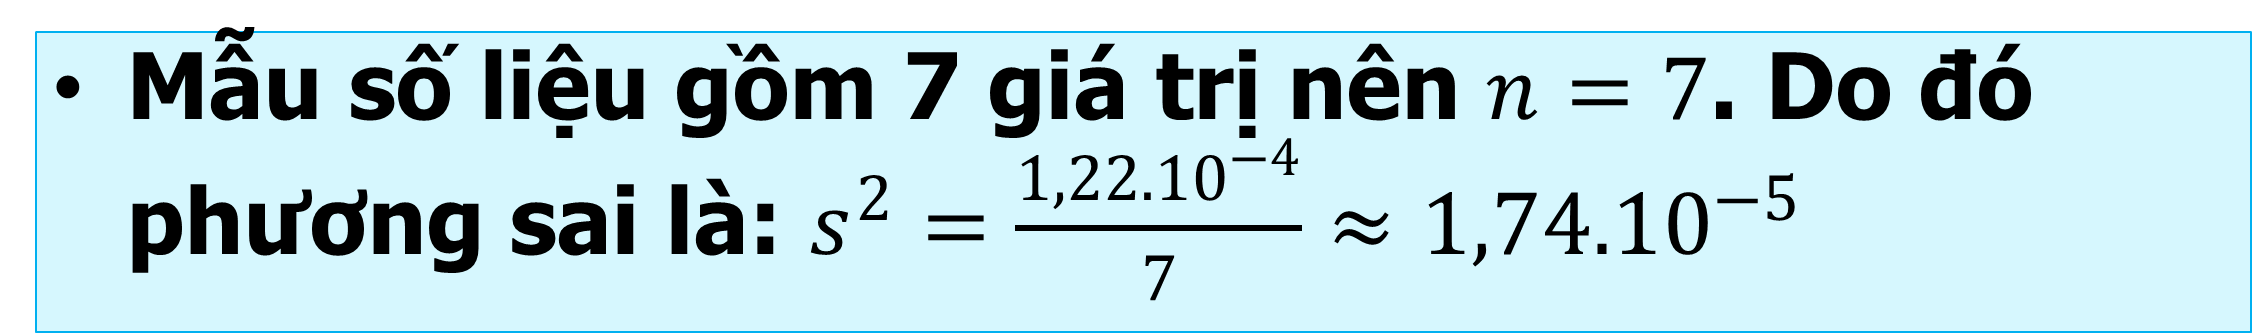 • Mẫu số liệu gồm 7 giá trị nên n = 7. Do đó
phương sai là: s² = \frac{1,22.10⁻⁴}{7} ≈ 1,74.10⁻⁵